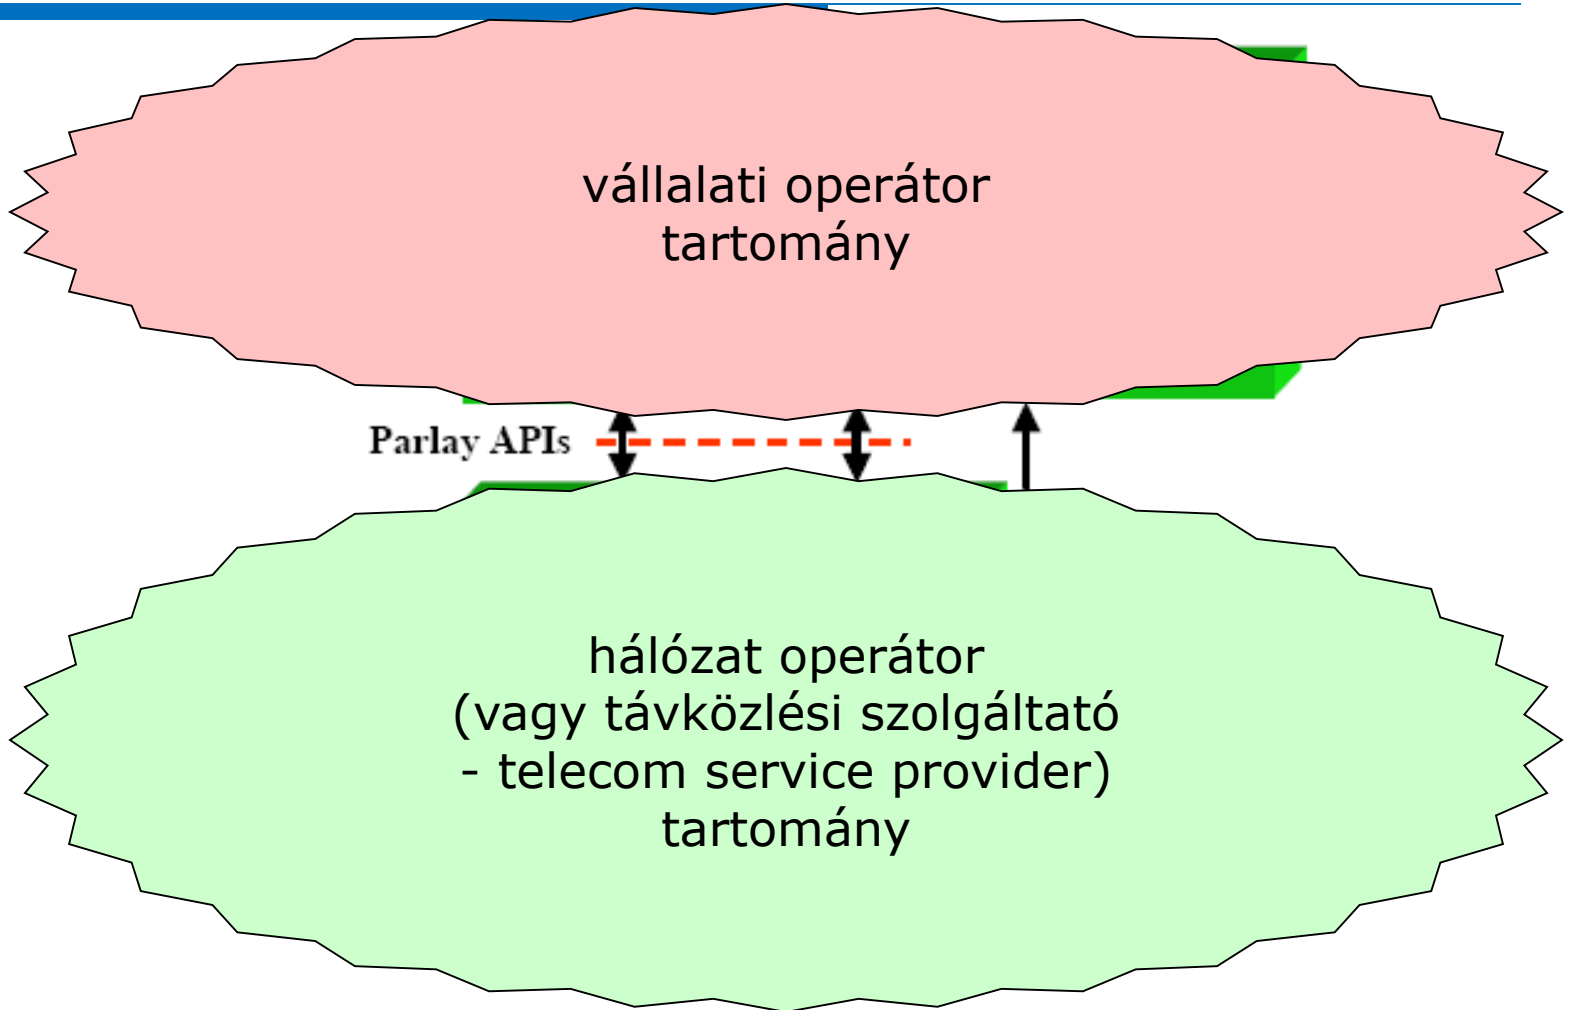 vállalati operátor
tartomány
Parlay APIs
hálózat operátor
(vagy távközlési szolgáltató
- telecom service provider)
tartomány